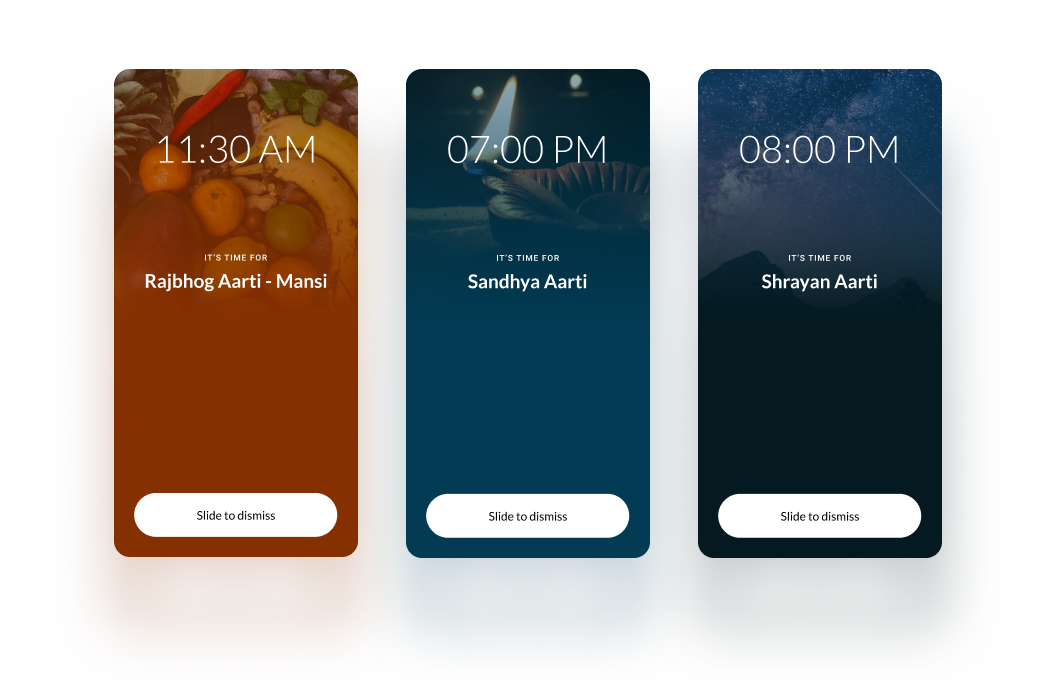 11:30 AM
IT'S TIME FOR
Rajbhog Aarti - Mansi
Slide to dismiss
07:00 PM
IT'S TIME FOR
Sandhya Aarti
Slide to dismiss
08:00 PM
IT'S TIME FOR
Shrayan Aarti
Slide to dismiss